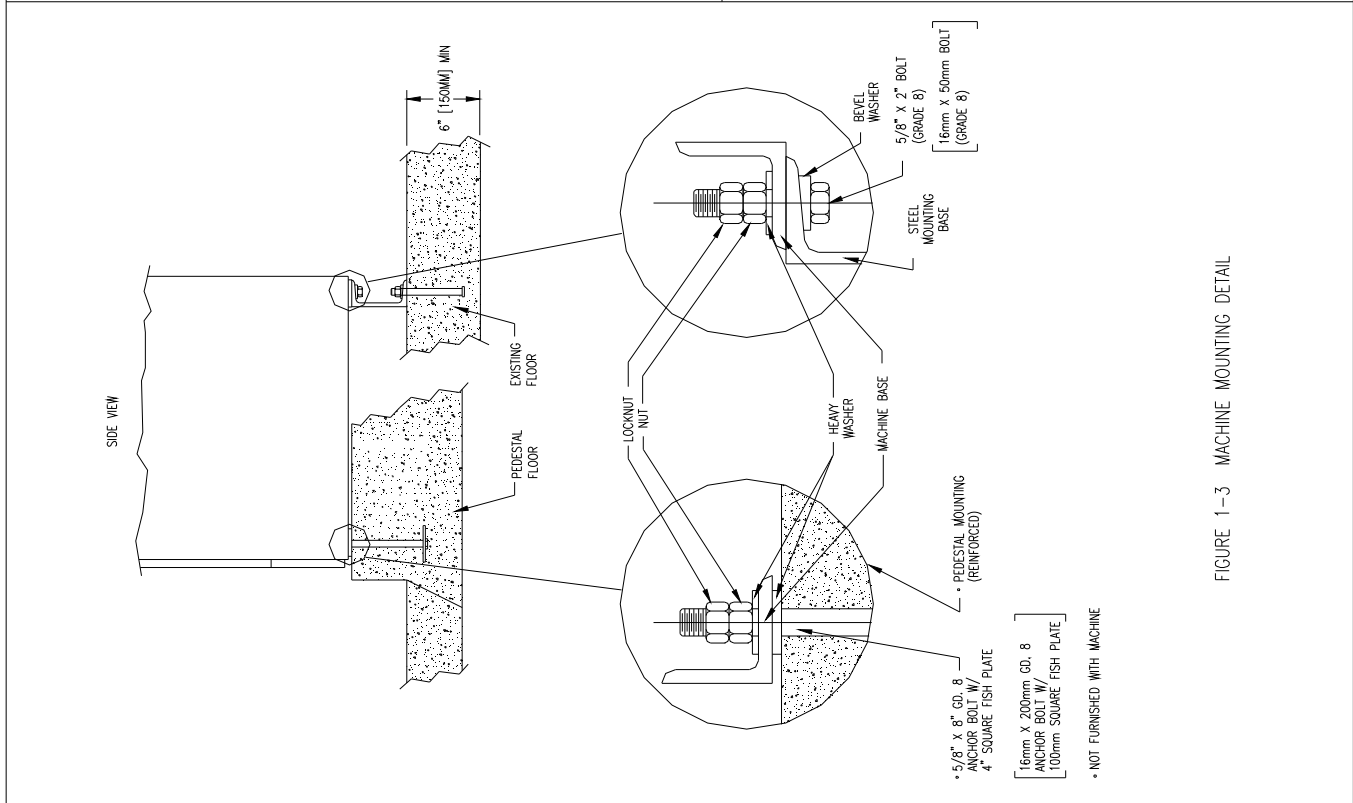 SIDE VIEW
6" [150MM] MIN
EXISTING
FLOOR
PEDESTAL
FLOOR
LOCKNUT
NUT
HEAVY
WASHER
MACHINE BASE
BEVEL
WASHER
5/8" X 2" BOLT
(GRADE 8)
16mm X 50mm BOLT
(GRADE 8)
STEEL
MOUNTING
BASE
* PEDESTAL MOUNTING
(REINFORCED)
* 5/8" X 8" GD. 8
ANCHOR BOLT W/
4" SQUARE FISH PLATE
16mm X 200mm GD. 8
ANCHOR BOLT W/
100mm SQUARE FISH PLATE
* NOT FURNISHED WITH MACHINE
FIGURE 1-3 MACHINE MOUNTING DETAIL